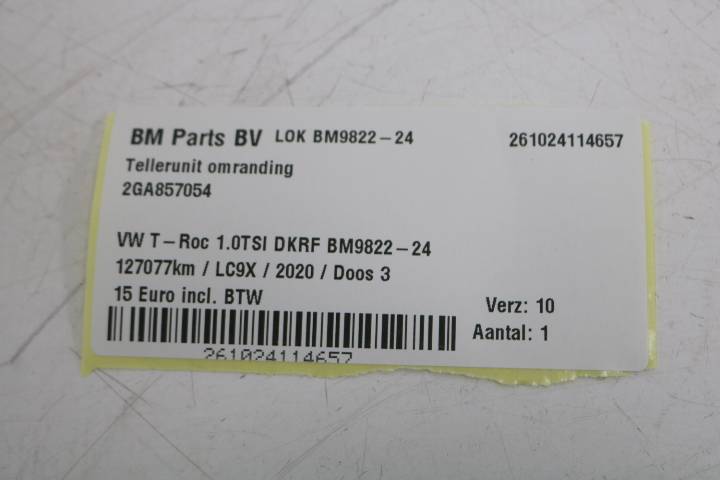 BM Parts BV LOK BM9822-24 261024114657
Tellerunit omranding
2GA857054
VW T-Roc 1.0TSI DKRF BM9822-24
127077km / LC9X / 2020 / Doos 3
15 Euro incl. BTW
Verz: 10
Aantal: 1
261024114657